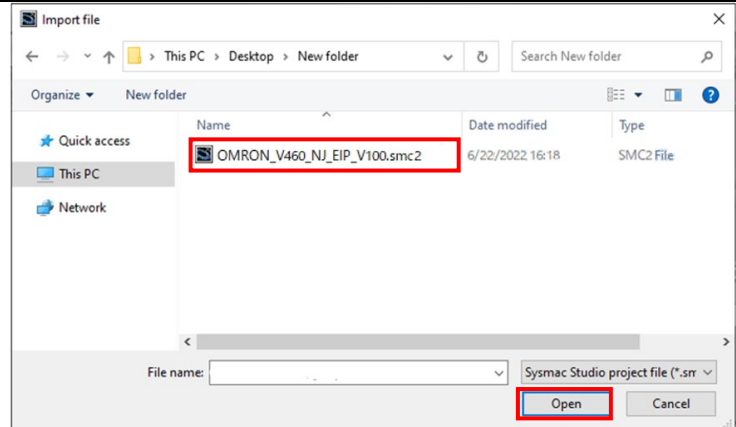 Import file
This PC > Desktop > New folder
Search New folder
Organize
New folder
Name
Date modified
Type
Quick access
OMRON_V460_NJ_EIP_V100.smc2
6/22/2022 16:18
SMC2 File
This PC
Network
File name:
Sysmac Studio project file (*.sm
Open
Cancel